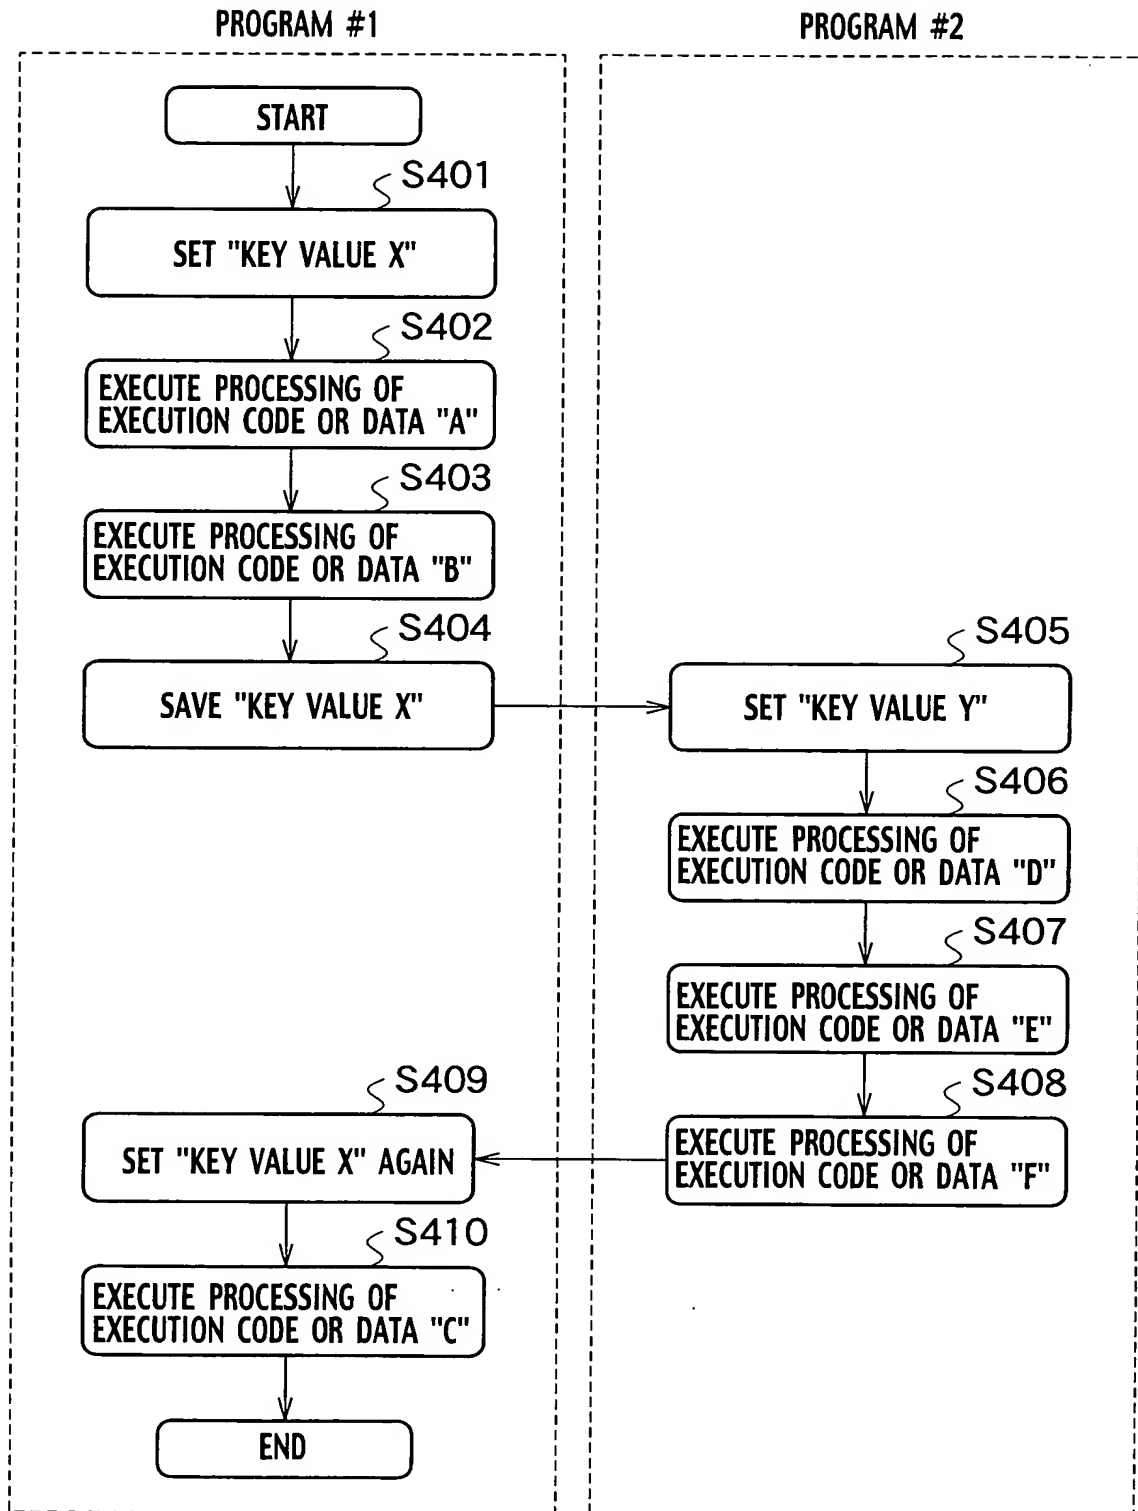 PROGRAM #1
PROGRAM #2
START
S401
SET "KEY VALUE X"
S402
EXECUTE PROCESSING OF
EXECUTION CODE OR DATA "A"
S403
EXECUTE PROCESSING OF
EXECUTION CODE OR DATA "B"
S404
SAVE "KEY VALUE X"
S405
SET "KEY VALUE Y"
S406
EXECUTE PROCESSING OF
EXECUTION CODE OR DATA "D"
S407
EXECUTE PROCESSING OF
EXECUTION CODE OR DATA "E"
S408
EXECUTE PROCESSING OF
EXECUTION CODE OR DATA "F"
S409
SET "KEY VALUE X" AGAIN
S410
EXECUTE PROCESSING OF
EXECUTION CODE OR DATA "C"
END